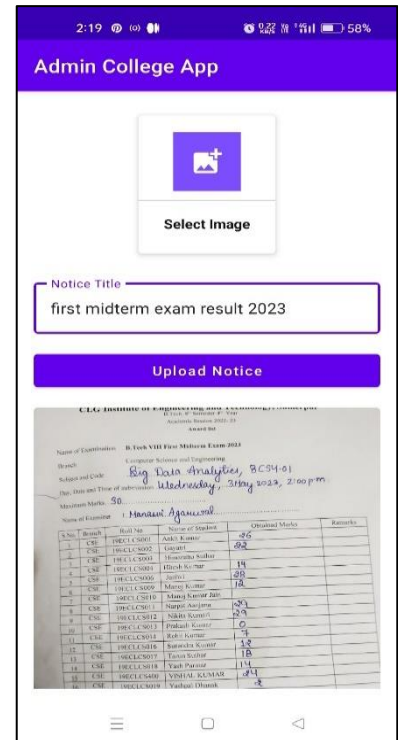 2:19 0.22 KB/S 58%
Admin College App
Select Image
Notice Title
first midterm exam result 2023
Upload Notice
CLG Institute of Engineering and Technology,
B.Tech
Academic Session
Award list
Name of Examination B.Tech VIII First Midterm Exam 2023
Branch Computer Science and Engineering
Subject and Code Big Data Analytics, 8CS4-01
Day, Date and Time of submission Wednesday, 3 May 2023, 2:00 pm
Maximum Marks 30
Name of Examiner : Manasvi Agarwal
S.No. Branch Roll No Name of Student Obtained Marks Remarks
1 CSE 19ECLCS001 Ankit Kumar 26
2 CSE 19ECLCS002 Gayatri 22
3 CSE 19ECLCS003 Himanshu Suthar
4 CSE 19ECLCS004 Hitesh Kumar 14
5 CSE 19ECLCS006 28
6 CSE 19ECLCS009 Manoj Kumar 12
7 CSE 19ECLCS010 Manoj Kumar Jain
8 CSE 19ECLCS011 29
9 CSE 19ECLCS012 Nikita Kumari 29
10 CSE 19ECLCS013 Prakash Kumar 0
11 CSE Rohit Kumar 7
12 CSE 19ECLCS016 Surendra Kumar 12
13 CSE 19ECLCS017 Tarun Suthar 18
14 CSE 19ECLCS018 Yash Parmar 14
15 CSE 19ECLCS400 VISHAL KUMAR 24
16 CSE 19ECLCS019 Yashpal Dhanak 2